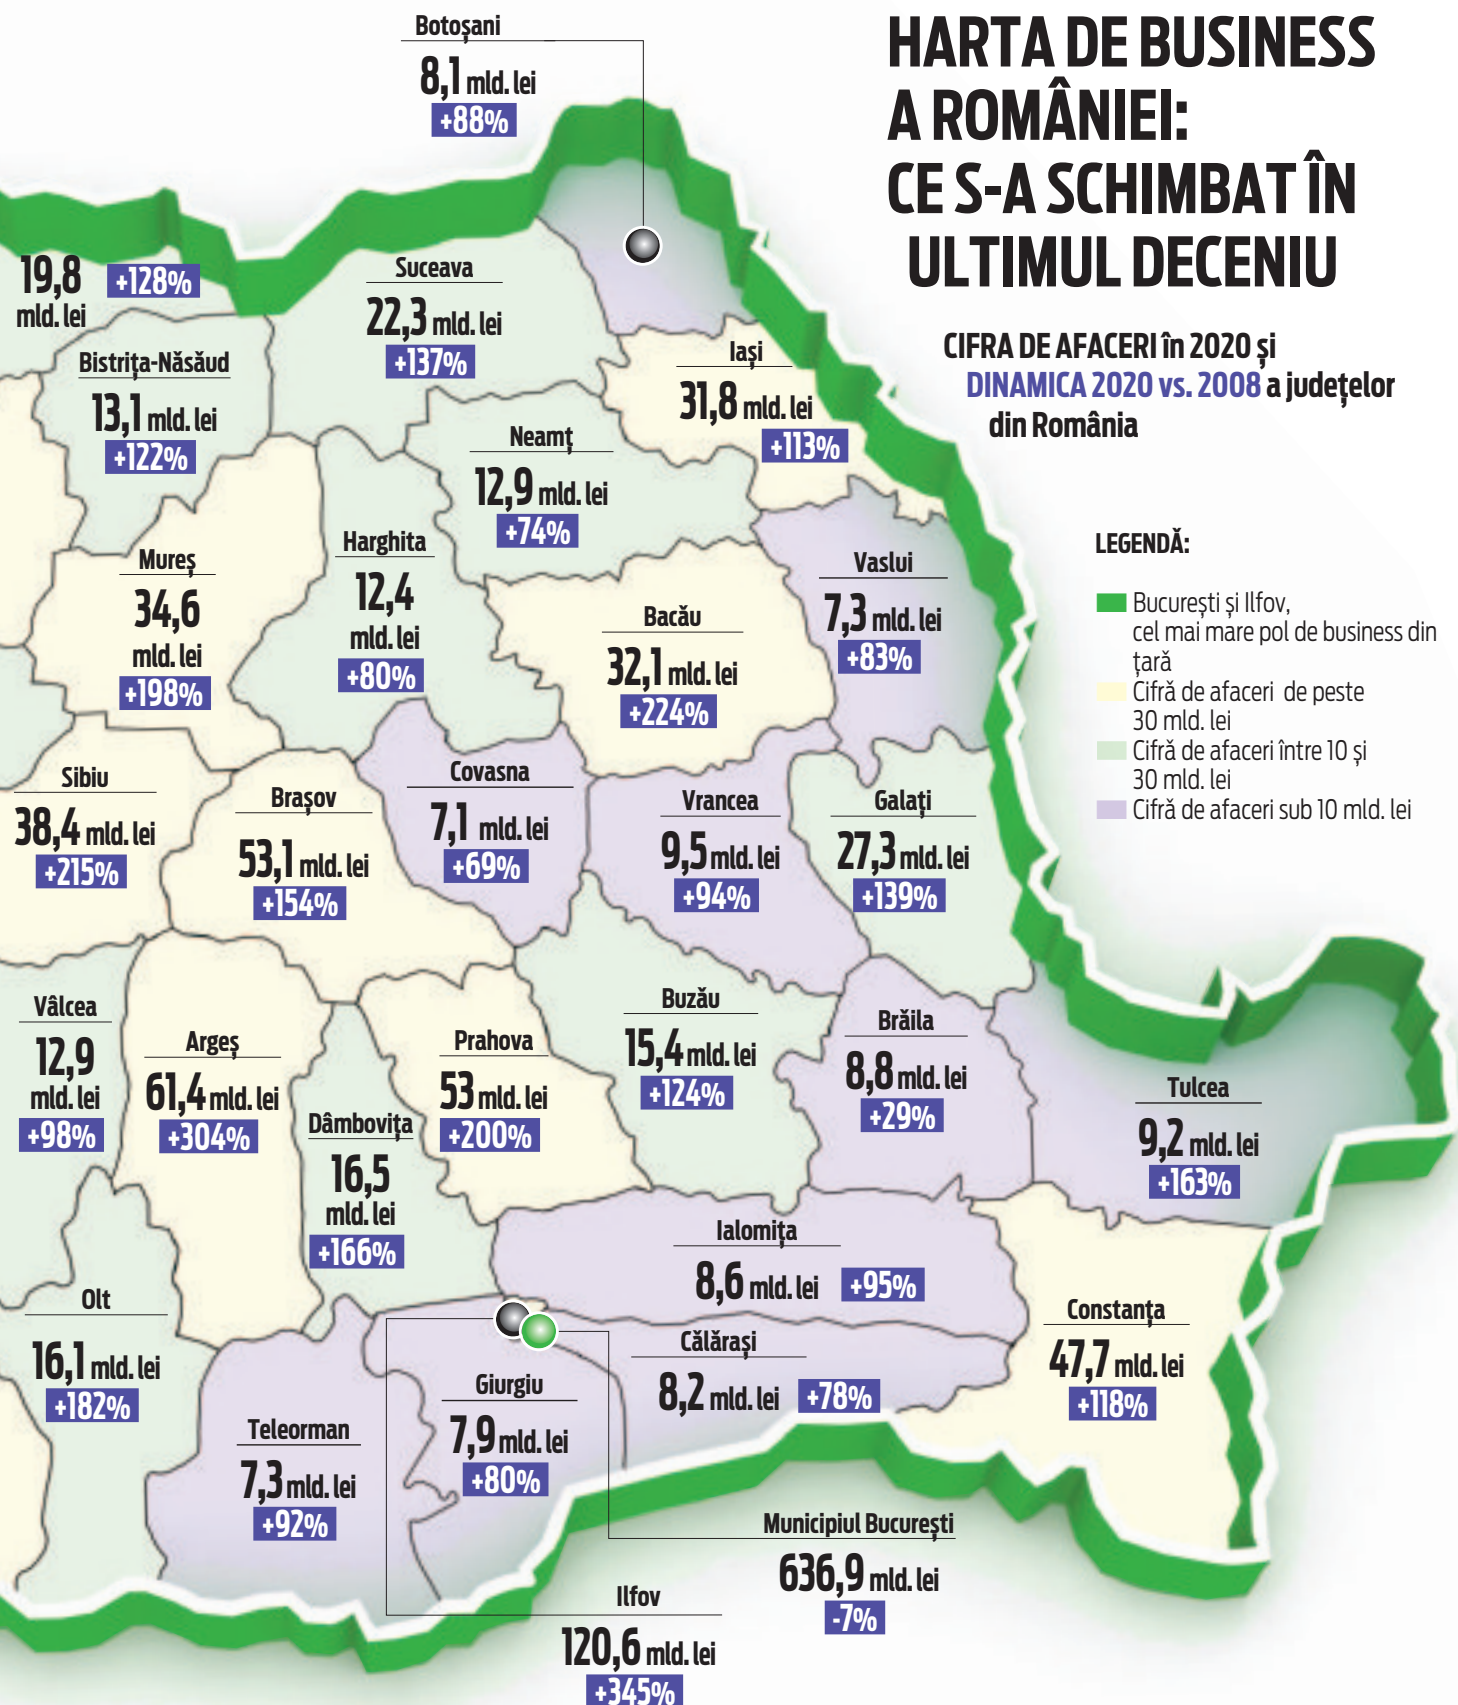 HARTA DE BUSINESS
A ROMÂNIEI:
CE S-A SCHIMBAT ÎN
ULTIMUL DECENIU
CIFRA DE AFACERI în 2020 și
DINAMICA 2020 vs. 2008 a județelor
din România
LEGENDĂ:
București și Ilfov,
cel mai mare pol de business din
țară
Cifră de afaceri de peste
30 mld. lei
Cifră de afaceri între 10 și
30 mld. lei
Cifră de afaceri sub 10 mld. lei
Botoșani
8,1 mld. lei
+88%
19,8
mld. lei
+128%
Suceava
22,3 mld. lei
+137%
Bistrița-Năsăud
13,1 mld. lei
+122%
Iași
31,8 mld. lei
+113%
Neamț
12,9 mld. lei
+74%
Harghita
12,4
mld. lei
+80%
Mureș
34,6
mld. lei
+198%
Vaslui
7,3 mld. lei
+83%
Bacău
32,1 mld. lei
+224%
Sibiu
38,4 mld. lei
+215%
Brașov
53,1 mld. lei
+154%
Covasna
7,1 mld. lei
+69%
Vrancea
9,5 mld. lei
+94%
Galați
27,3 mld. lei
+139%
Vâlcea
12,9
mld. lei
+98%
Argeș
61,4 mld. lei
+304%
Dâmbovița
16,5
mld. lei
+166%
Prahova
53 mld. lei
+200%
Buzău
15,4 mld. lei
+124%
Brăila
8,8 mld. lei
+29%
Tulcea
9,2 mld. lei
+163%
Ialomița
8,6 mld. lei +95%
Olt
16,1 mld. lei
+182%
Constanța
47,7 mld. lei
+118%
Călărași
8,2 mld. lei +78%
Giurgiu
7,9 mld. lei
+80%
Teleorman
7,3 mld. lei
+92%
Municipiul București
636,9 mld. lei
-7%
Ilfov
120,6 mld. lei
+345%